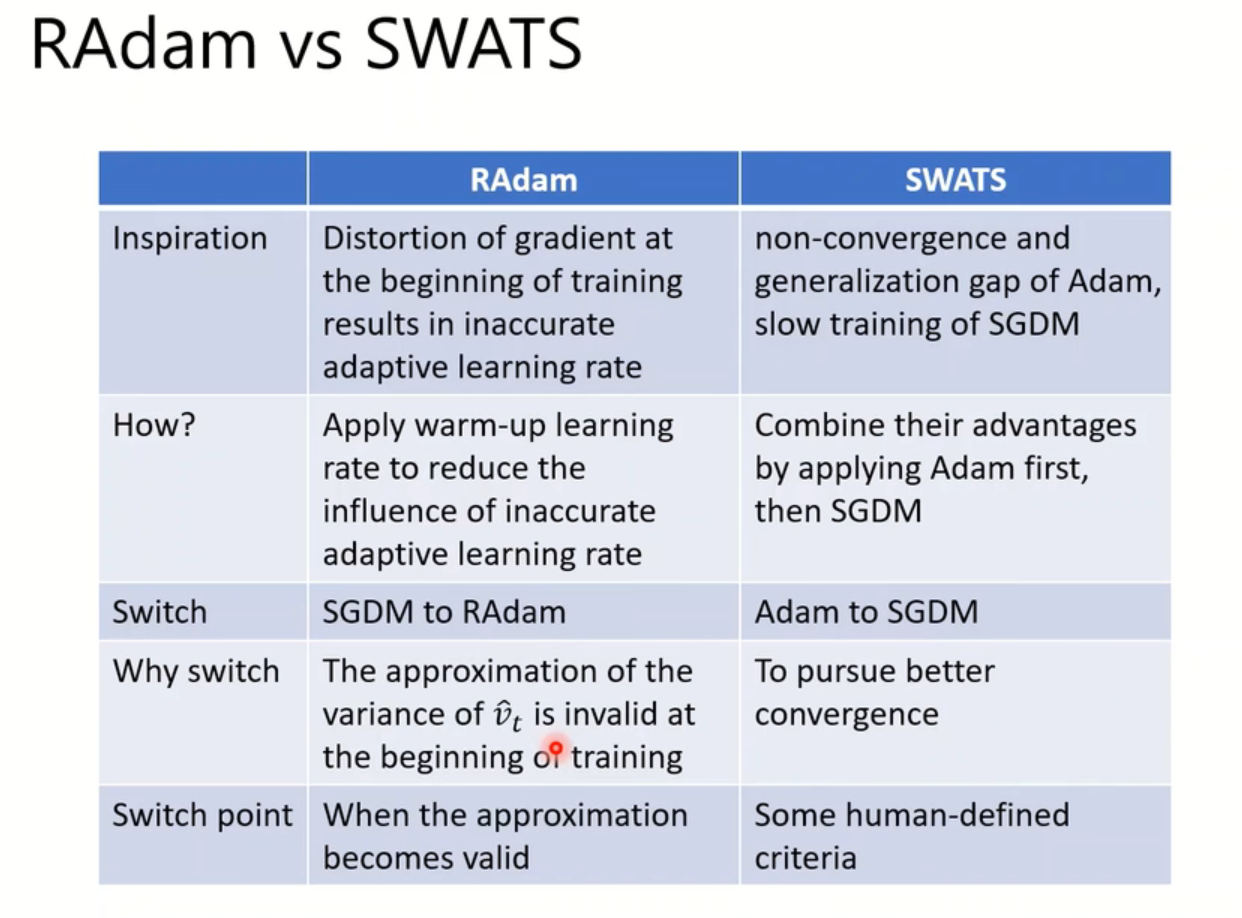 RAdam vs SWATS
RAdam
SWATS
Inspiration
Distortion of gradient at
the beginning of training
results in inaccurate
adaptive learning rate
non-convergence and
generalization gap of Adam,
slow training of SGDM
How?
Apply warm-up learning
rate to reduce the
influence of inaccurate
adaptive learning rate
Combine their advantages
by applying Adam first,
then SGDM
Switch
SGDM to RAdam
Adam to SGDM
Why switch
The approximation of the
variance of v̂ₜ is invalid at
the beginning of training
To pursue better
convergence
Switch point
When the approximation
becomes valid
Some human-defined
criteria